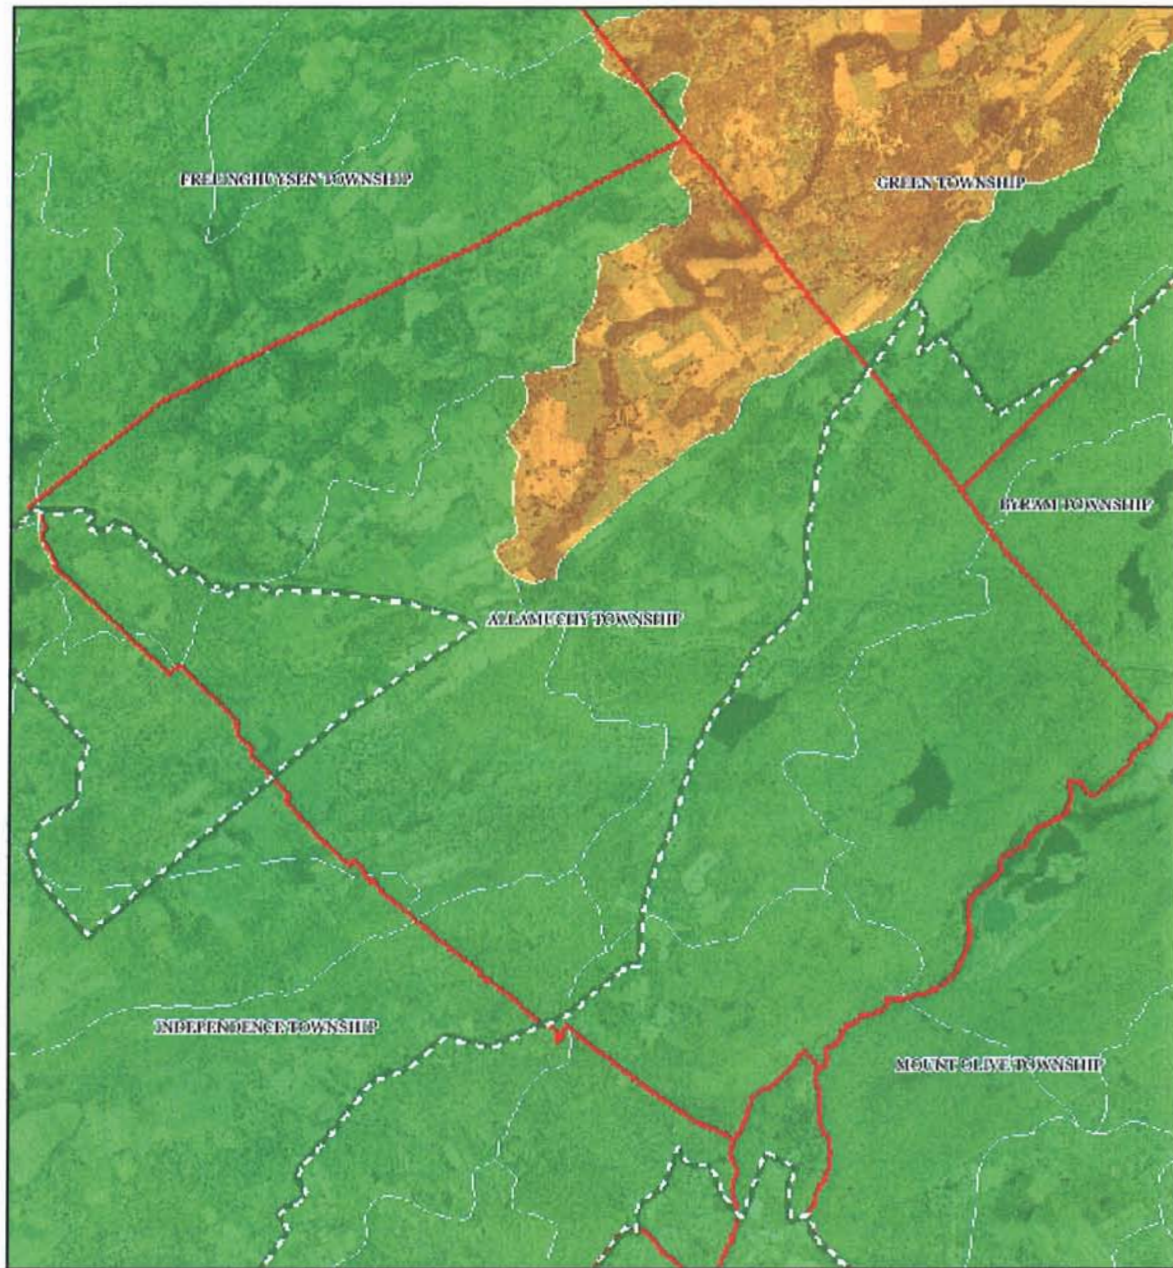 FRELINGHUYSEN TOWNSHIP
GREEN TOWNSHIP
BYRAM TOWNSHIP
ALLAMUCHY TOWNSHIP
INDEPENDENCE TOWNSHIP
MOUNT OLIVE TOWNSHIP